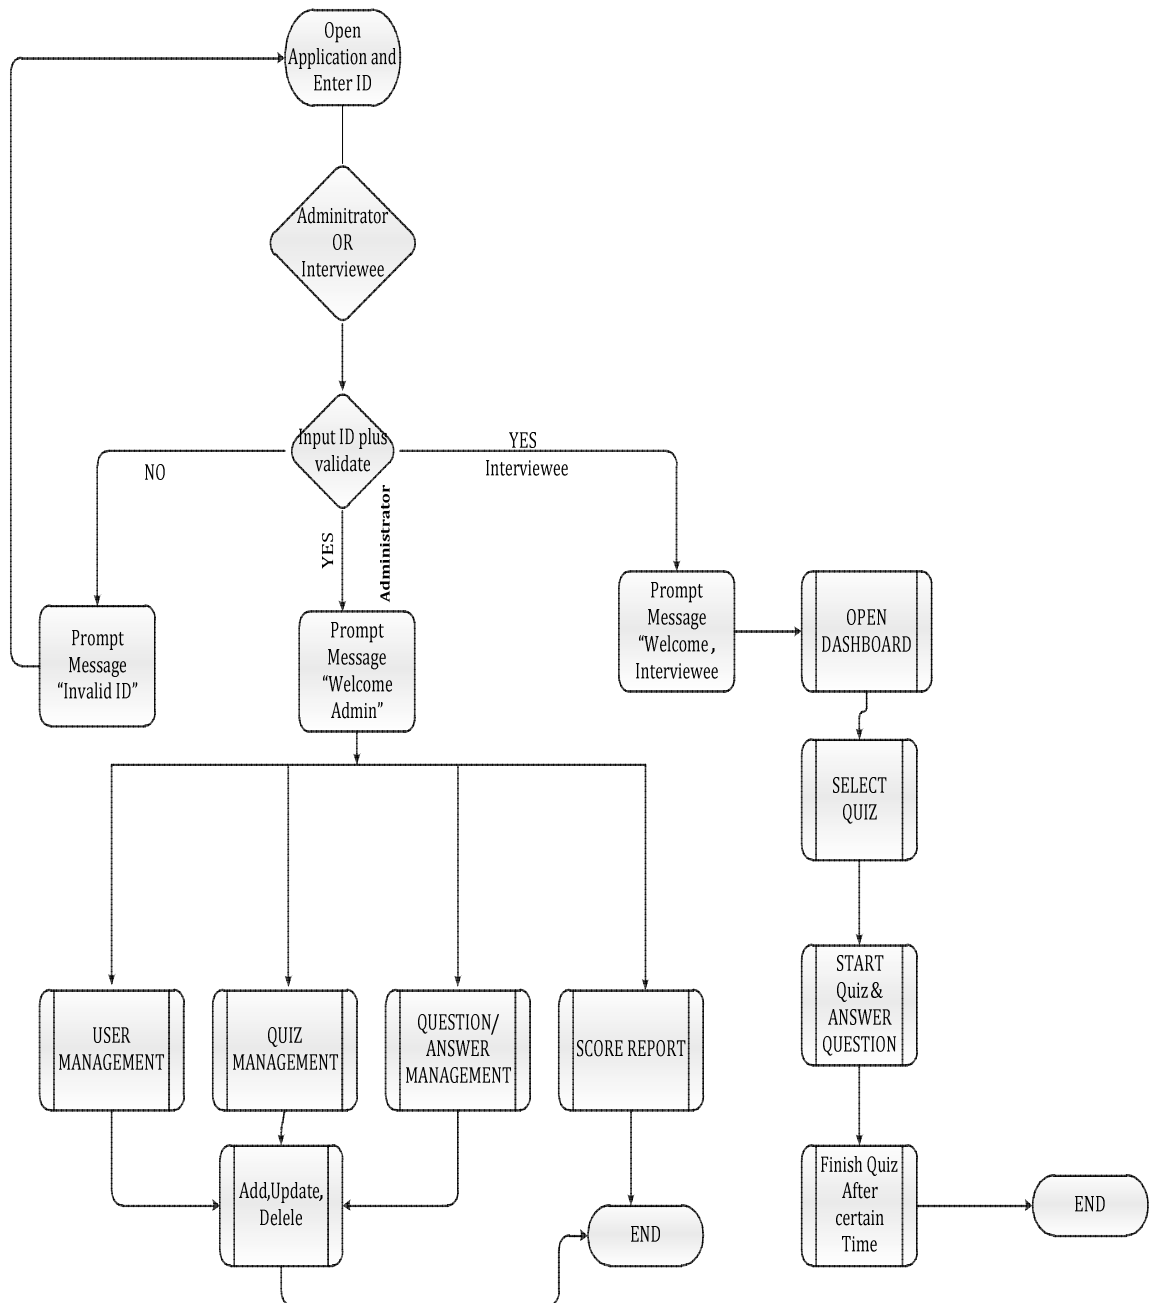 Open
Application and
Enter ID
Adminitrator
OR
Interviewee
Input ID plus
validate
YES
Interviewee
NO
YES
Administrator
Prompt
Message
“Invalid ID”
Prompt
Message
“Welcome
Admin”
Prompt
Message
“Welcome ,
Interviewee
OPEN
DASHBOARD
SELECT
QUIZ
START
Quiz &
ANSWER
QUESTION
USER
MANAGEMENT
QUIZ
MANAGEMENT
QUESTION/
ANSWER
MANAGEMENT
SCORE REPORT
Add,Update,
Delele
END
Finish Quiz
After
certain
Time
END